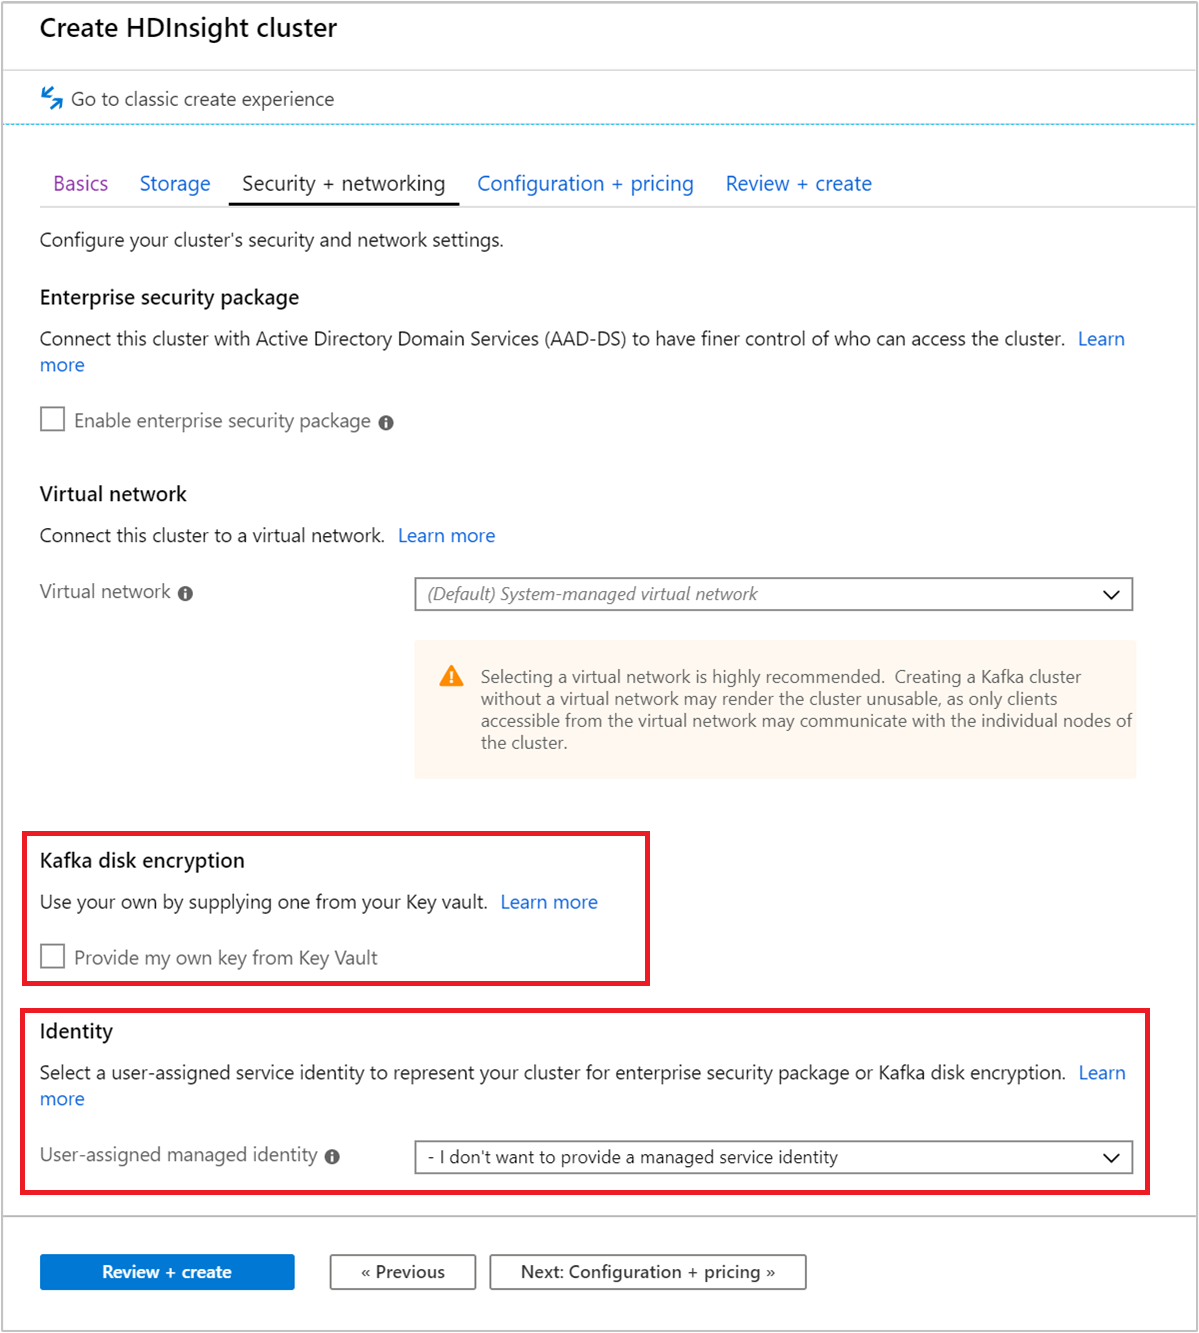 Create HDInsight cluster
Go to classic create experience
Basics Storage Security + networking Configuration + pricing Review + create
Configure your cluster's security and network settings.
Enterprise security package
Connect this cluster with Active Directory Domain Services (AAD-DS) to have finer control of who can access the cluster. Learn
more
Enable enterprise security package
Virtual network
Connect this cluster to a virtual network. Learn more
Virtual network
(Default) System-managed virtual network
Selecting a virtual network is highly recommended. Creating a Kafka cluster
without a virtual network may render the cluster unusable, as only clients
accessible from the virtual network may communicate with the individual nodes of
the cluster.
Kafka disk encryption
Use your own by supplying one from your Key vault. Learn more
Provide my own key from Key Vault
Identity
Select a user-assigned service identity to represent your cluster for enterprise security package or Kafka disk encryption. Learn
more
User-assigned managed identity
- I don't want to provide a managed service identity
Review + create
« Previous
Next: Configuration + pricing »